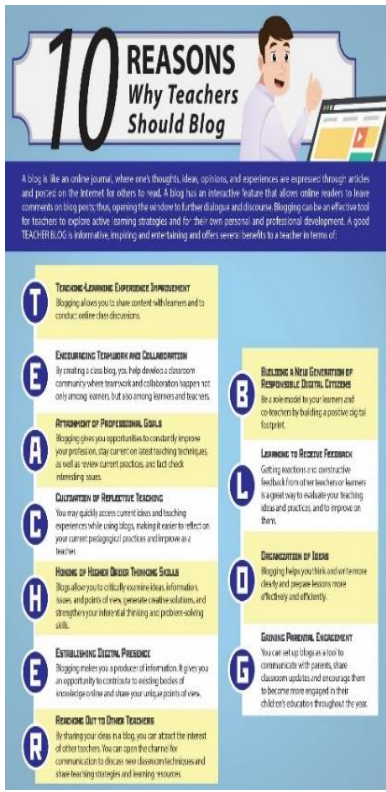 10
REASONS
Why Teachers
Should Blog
A blog is like an online journal, where one's thoughts, ideas, opinions, and experiences are expressed through articles
and posted on the Internet for others to read. A blog has an interactive feature that allows online readers to leave
comments on blog posts; thus, opening the window to further dialogue and discourse. Blogging can be an effective tool
for teachers to explore active learning strategies and for their own personal and professional development. A good
TEACHER BLOG is informative, inspiring and entertaining and offers several benefits to a teacher in terms of:
T
TEACHING-LEARNING EXPERIENCE IMPROVEMENT
Blogging allows you to share content with learners and to
conduct online class discussions.
E
ENCOURAGING TEAMWORK AND COLLABORATION
By creating a class blog, you help develop a classroom
community where teamwork and collaboration happen not
only among learners, but also among learners and teachers.
A
ATTAINMENT OF PROFESSIONAL GOALS
Blogging gives you opportunities to constantly improve
your profession, stay current on latest teaching techniques,
as well as review current practices, and fact check
interesting issues.
C
CULTIVATION OF REFLECTIVE TEACHING
You may quickly access current ideas and teaching
experiences while using blogs, making it easier to reflect on
your current pedagogical practices and improve as a
teacher.
H
HONING OF HIGHER ORDER THINKING SKILLS
Blogs allow you to critically examine ideas, information,
issues, and points of view, generate creative solutions, and
strengthen your inferential thinking and problem-solving
skills.
E
ESTABLISHING DIGITAL PRESENCE
Blogging makes you a producer of information. It gives you
an opportunity to contribute to existing bodies of
knowledge online and share your unique points of view.
R
REACHING OUT TO OTHER TEACHERS
By sharing your ideas in a blog, you can attract the interest
of other teachers. You can open the channel for
communication to discuss new classroom techniques and
share teaching strategies and learning resources.
B
BUILDING A NEW GENERATION OF
RESPONSIBLE DIGITAL CITIZENS
Be a role model to your learners and
co-teachers by building a positive digital
footprint.
L
LEARNING TO RECEIVE FEEDBACK
Getting reactions and constructive
feedback from other teachers or learners
is a great way to evaluate your teaching
ideas and practices, and to improve on
them.
O
ORGANIZATION OF IDEAS
Blogging helps you think and write more
clearly and prepare lessons more
effectively and efficiently.
G
GAINING PARENTAL ENGAGEMENT
You can set up blogs as a tool to
communicate with parents, share
classroom updates and encourage them
to become more engaged in their
children's education throughout the year.